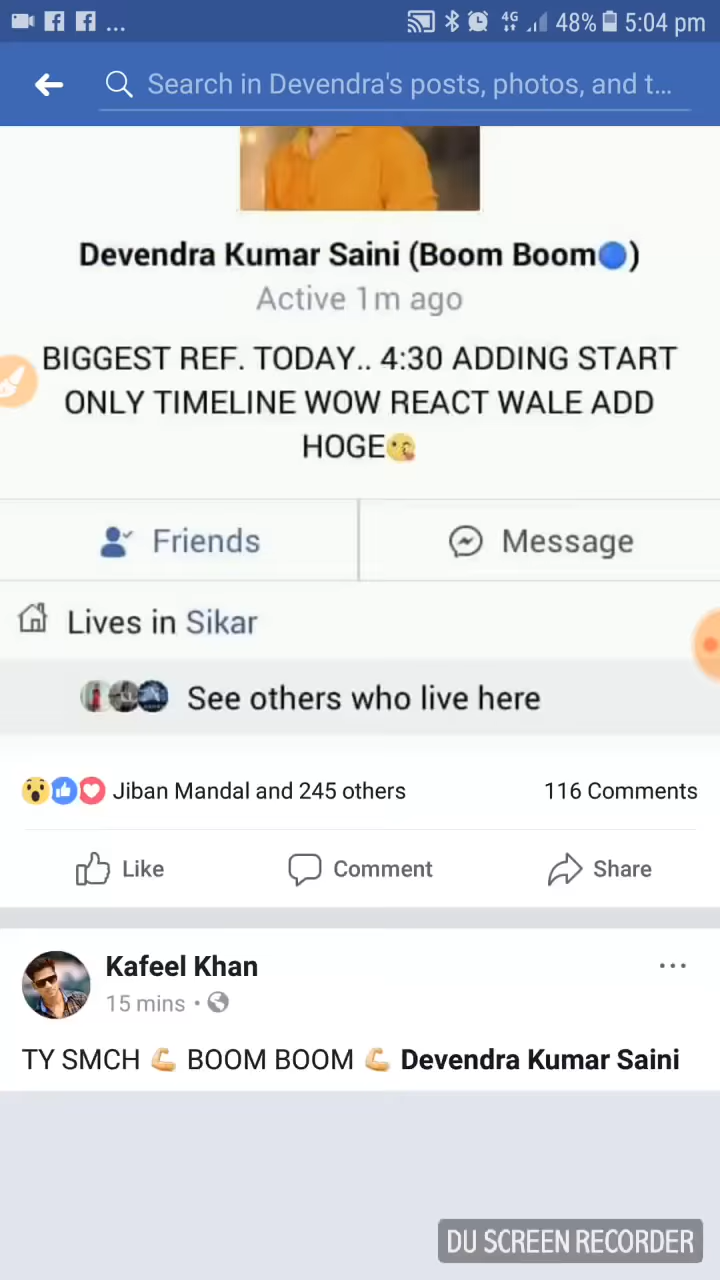 ... 4G 48% 5:04 pm
Search in Devendra's posts, photos, and t...
Devendra Kumar Saini (Boom Boom🔵)
Active 1m ago
BIGGEST REF. TODAY.. 4:30 ADDING START
ONLY TIMELINE WOW REACT WALE ADD
HOGE😘
Friends
Message
Lives in Sikar
See others who live here
Jiban Mandal and 245 others
116 Comments
Like
Comment
Share
Kafeel Khan
15 mins
TY SMCH 💪 BOOM BOOM 💪 Devendra Kumar Saini
DU SCREEN RECORDER